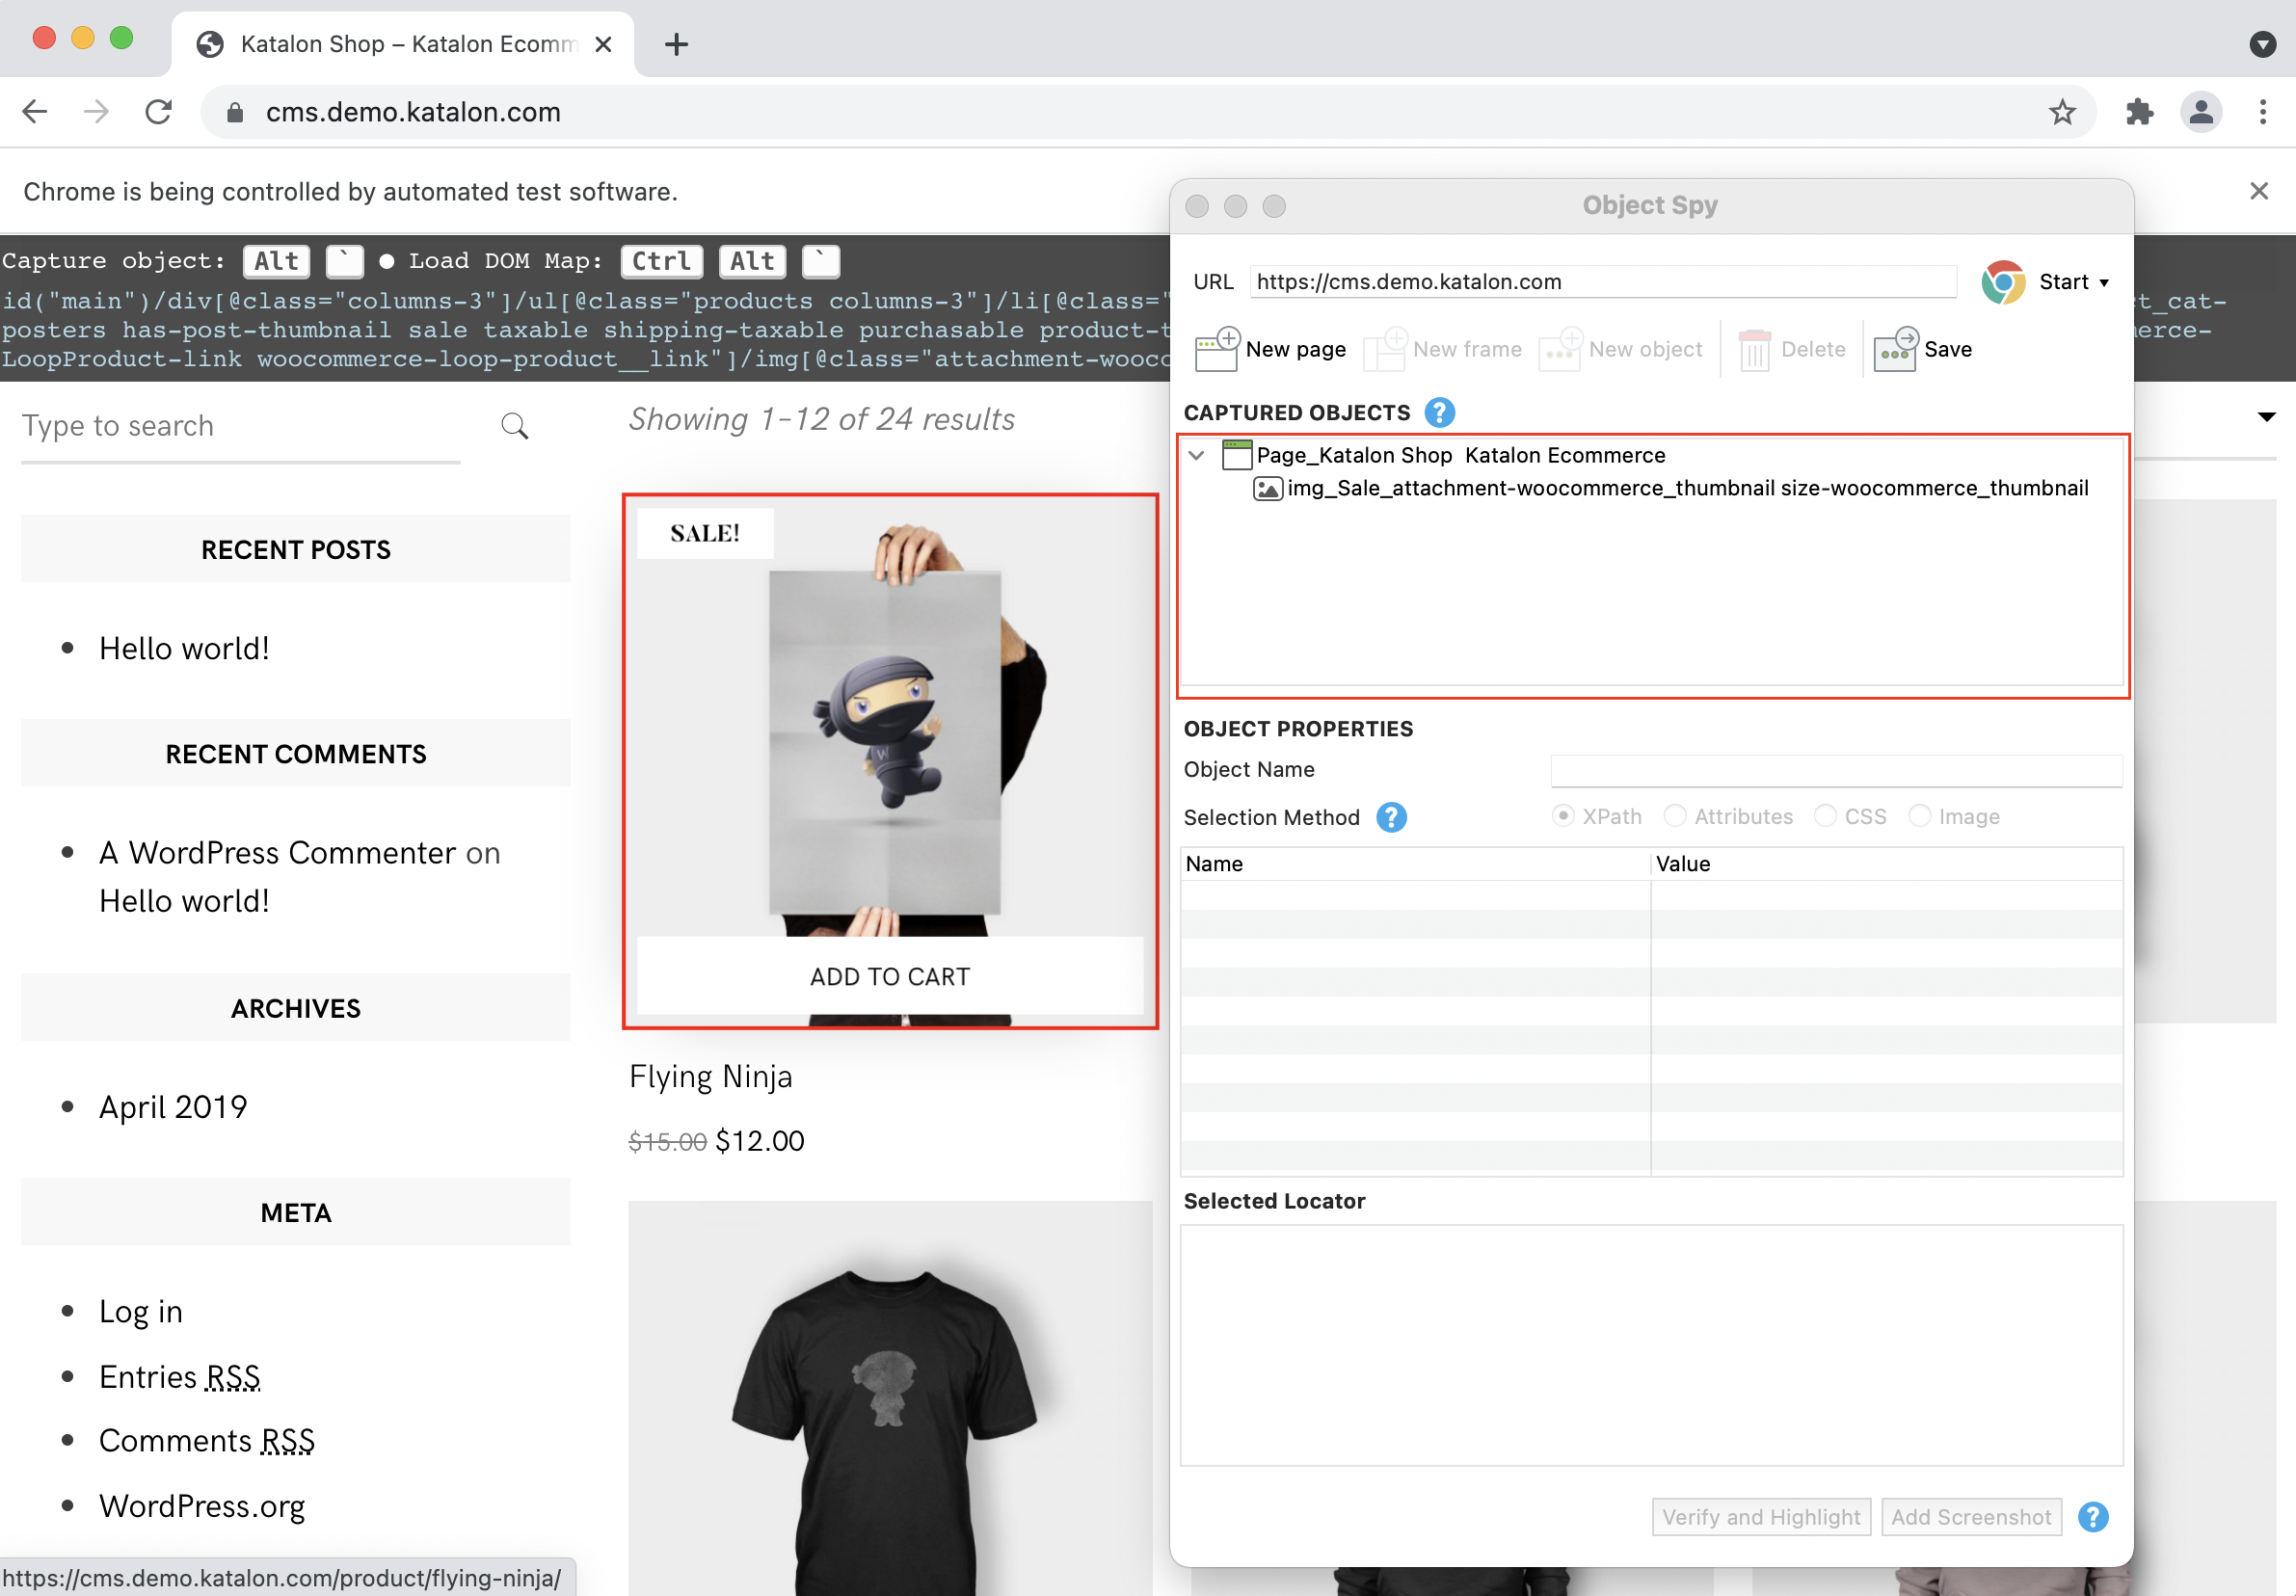 Katalon Shop – Katalon Ecomm
cms.demo.katalon.com
Chrome is being controlled by automated test software.
Capture object: Alt ` ● Load DOM Map: Ctrl Alt `
id("main")/div[@class="columns-3"]/ul[@class="products columns-3"]/li[@class="
posters has-post-thumbnail sale taxable shipping-taxable purchasable product-t
LoopProduct-link woocommerce-loop-product__link"]/img[@class="attachment-wooco
t_cat-
Type to search
Showing 1–12 of 24 results
RECENT POSTS
Hello world!
RECENT COMMENTS
A WordPress Commenter on
Hello world!
ARCHIVES
April 2019
META
Log in
Entries RSS
Comments RSS
WordPress.org
https://cms.demo.katalon.com/product/flying-ninja/
SALE!
W
ADD TO CART
Flying Ninja
$15.00 $12.00
Object Spy
URL https://cms.demo.katalon.com Start
New page New frame New object Delete Save
CAPTURED OBJECTS ?
Page_Katalon Shop  Katalon Ecommerce
img_Sale_attachment-woocommerce_thumbnail size-woocommerce_thumbnail
OBJECT PROPERTIES
Object Name
Selection Method ? XPath Attributes CSS Image
Name Value
Selected Locator
Verify and Highlight Add Screenshot ?